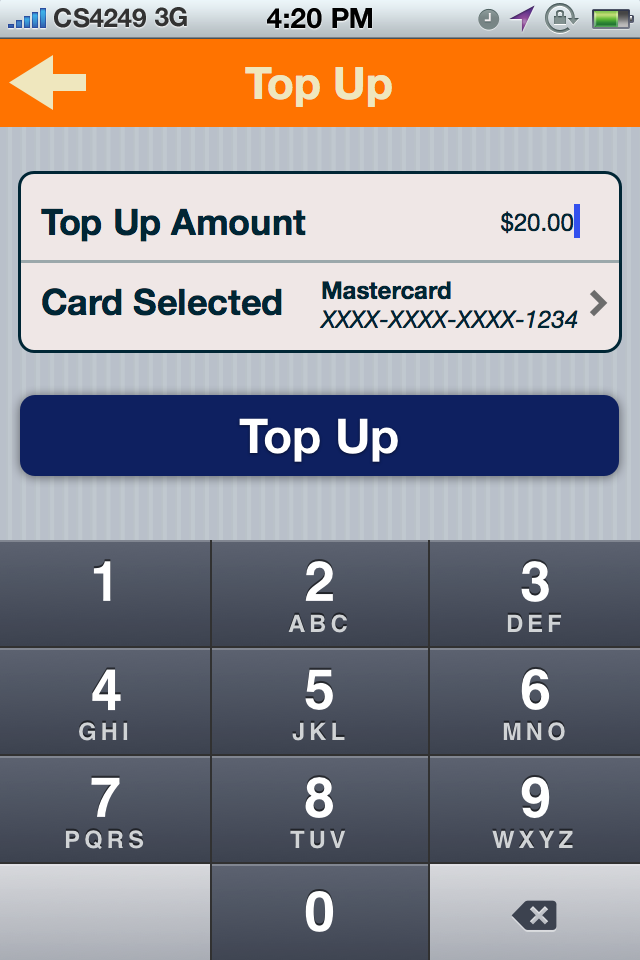 CS4249 3G 4:20 PM
Top Up
Top Up Amount $20.00
Card Selected Mastercard
XXXX-XXXX-XXXX-1234
Top Up
1 2 3
ABC DEF
4 5 6
GHI JKL MNO
7 8 9
PQRS TUV WXYZ
0